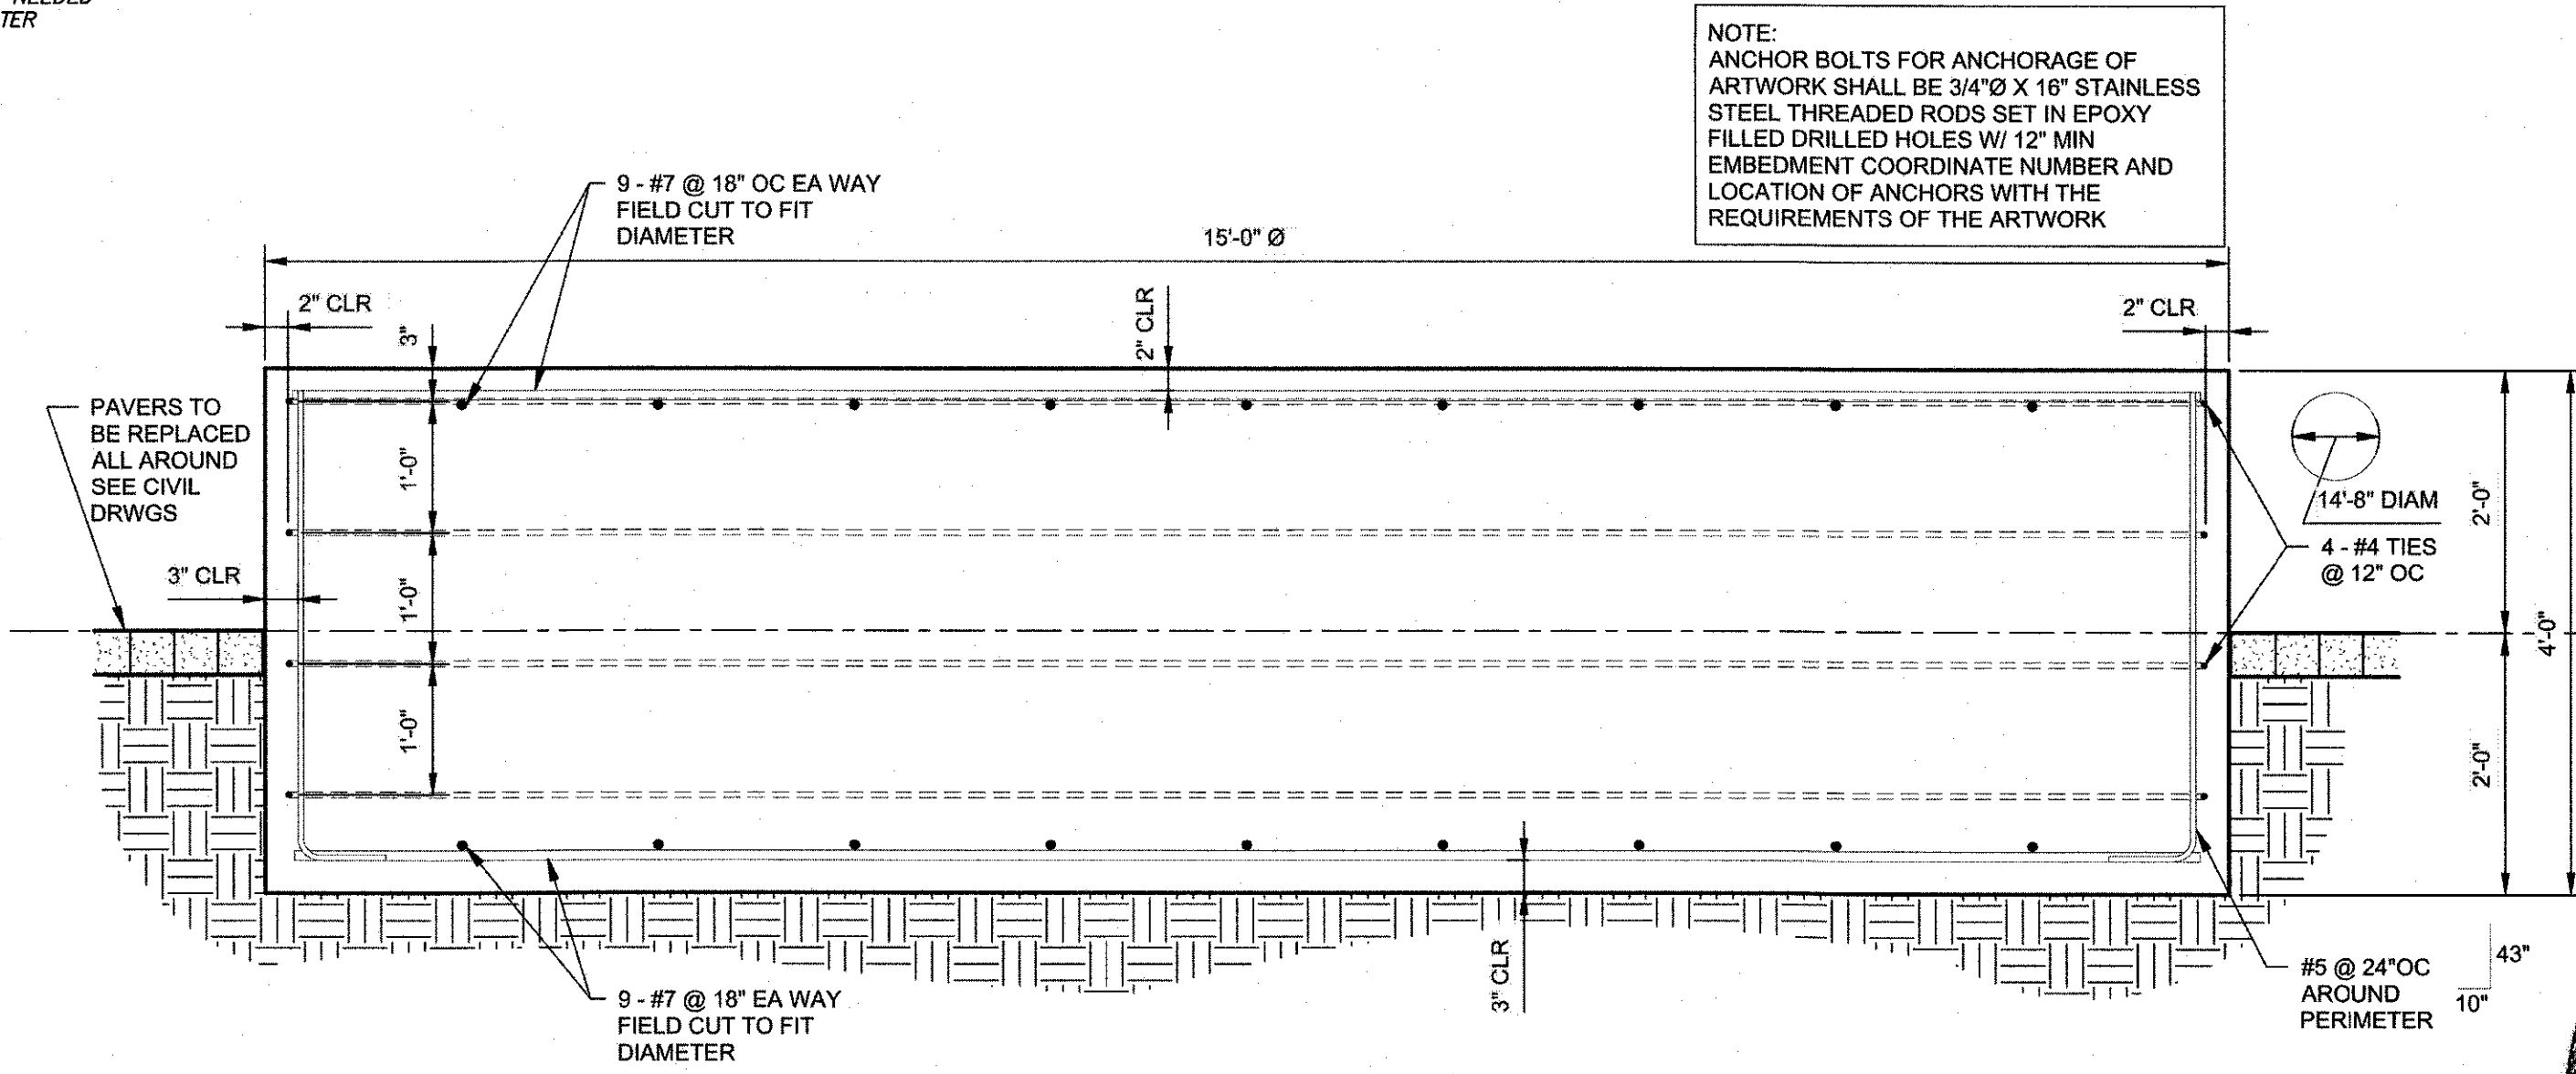 NEEDED
TER
NOTE:
ANCHOR BOLTS FOR ANCHORAGE OF
ARTWORK SHALL BE 3/4"Ø X 16" STAINLESS
STEEL THREADED RODS SET IN EPOXY
FILLED DRILLED HOLES W/ 12" MIN
EMBEDMENT COORDINATE NUMBER AND
LOCATION OF ANCHORS WITH THE
REQUIREMENTS OF THE ARTWORK
9 - #7 @ 18" OC EA WAY
FIELD CUT TO FIT
DIAMETER
15'-0" Ø
2" CLR
3"
2" CLR
2" CLR
PAVERS TO
BE REPLACED
ALL AROUND
SEE CIVIL
DRWGS
1'-0"
14'-8" DIAM
2'-0"
4 - #4 TIES
@ 12" OC
3" CLR
1'-0"
4'-0"
1'-0"
2'-0"
3" CLR
43"
10"
#5 @ 24"OC
AROUND
PERIMETER
9 - #7 @ 18" EA WAY
FIELD CUT TO FIT
DIAMETER